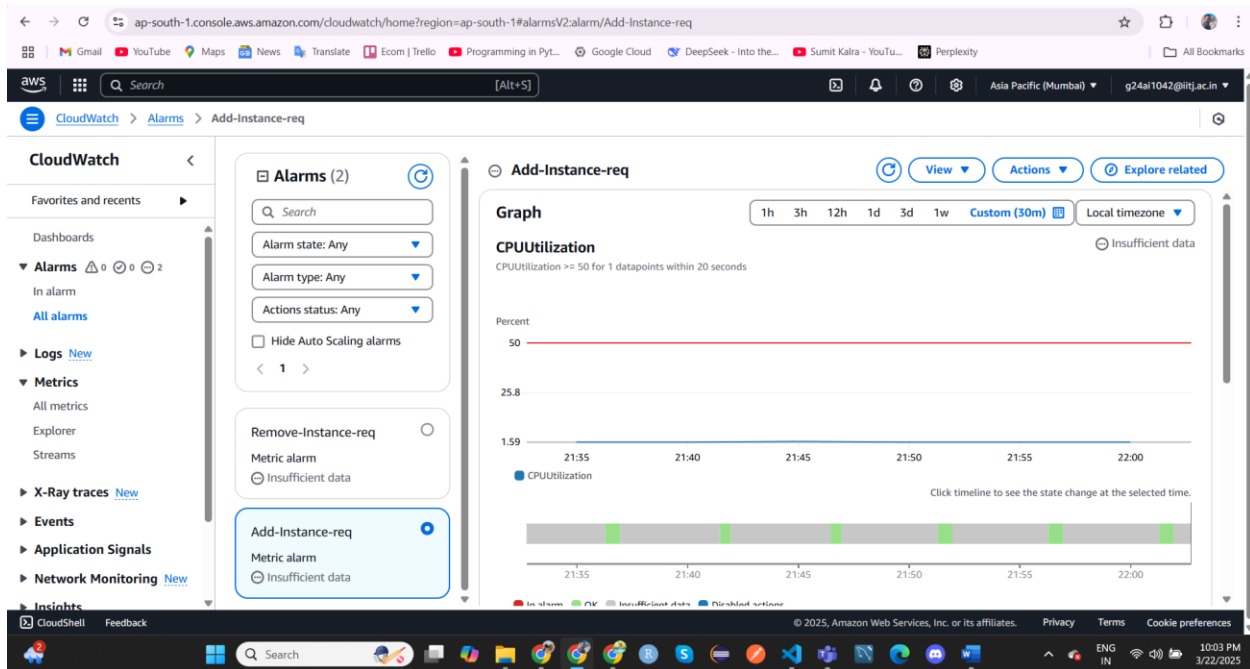 ap-south-1.console.aws.amazon.com/cloudwatch/home?region=ap-south-1#alarmsV2:alarm/Add-Instance-req
Gmail YouTube Maps News Translate Ecom | Trello Programming in Pyt... Google Cloud DeepSeek - Into the... Sumit Kalra - YouTu... Perplexity All Bookmarks
aws Search [Alt+S] Asia Pacific (Mumbai) g24ai1042@iitj.ac.in
CloudWatch > Alarms > Add-Instance-req
CloudWatch
Favorites and recents
Dashboards
Alarms 0 0 2
In alarm
All alarms
Logs New
Metrics
All metrics
Explorer
Streams
X-Ray traces New
Events
Application Signals
Network Monitoring New
Insights
Alarms (2)
Search
Alarm state: Any
Alarm type: Any
Actions status: Any
Hide Auto Scaling alarms
< 1 >
Remove-Instance-req
Metric alarm
Insufficient data
Add-Instance-req
Metric alarm
Insufficient data
Add-Instance-req View Actions Explore related
Graph 1h 3h 12h 1d 3d 1w Custom (30m) Local timezone
CPUUtilization Insufficient data
CPUUtilization >= 50 for 1 datapoints within 20 seconds
Percent
50
25.8
1.59
21:35 21:40 21:45 21:50 21:55 22:00
CPUUtilization
Click timeline to see the state change at the selected time.
21:35 21:40 21:45 21:50 21:55 22:00
In alarm OK Insufficient data Disabled actions
CloudShell Feedback © 2025, Amazon Web Services, Inc. or its affiliates. Privacy Terms Cookie preferences
2 Search ENG 10:03 PM
IN 3/22/2025